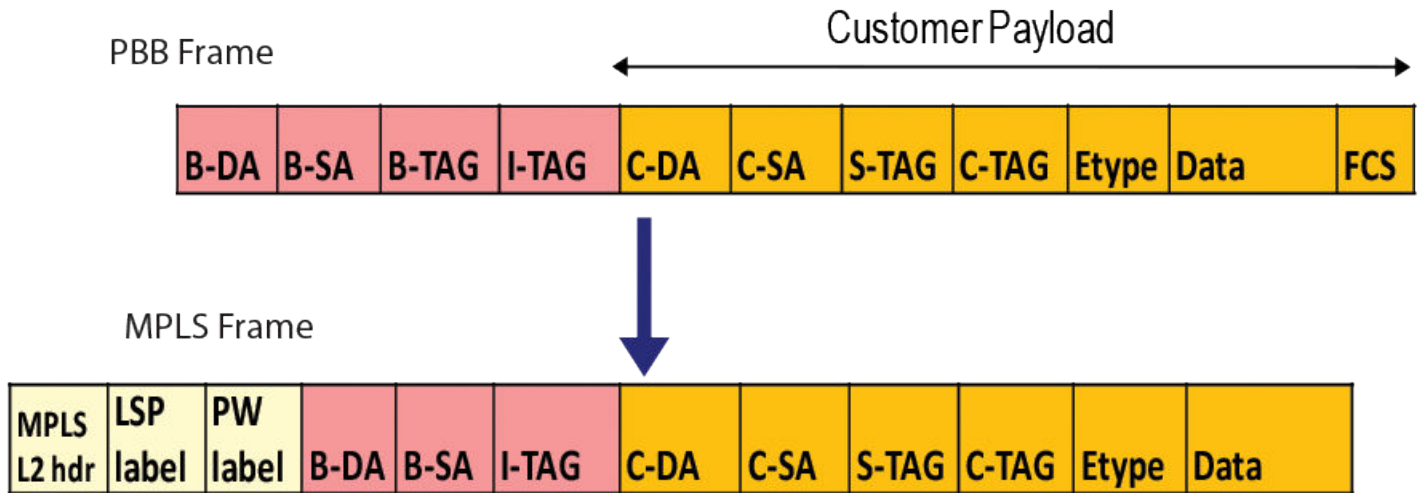 Customer Payload
PBB Frame
B-DA B-SA B-TAG I-TAG C-DA C-SA S-TAG C-TAG Etype Data FCS
MPLS Frame
MPLS LSP PW
L2 hdr label label B-DA B-SA I-TAG C-DA C-SA S-TAG C-TAG Etype Data